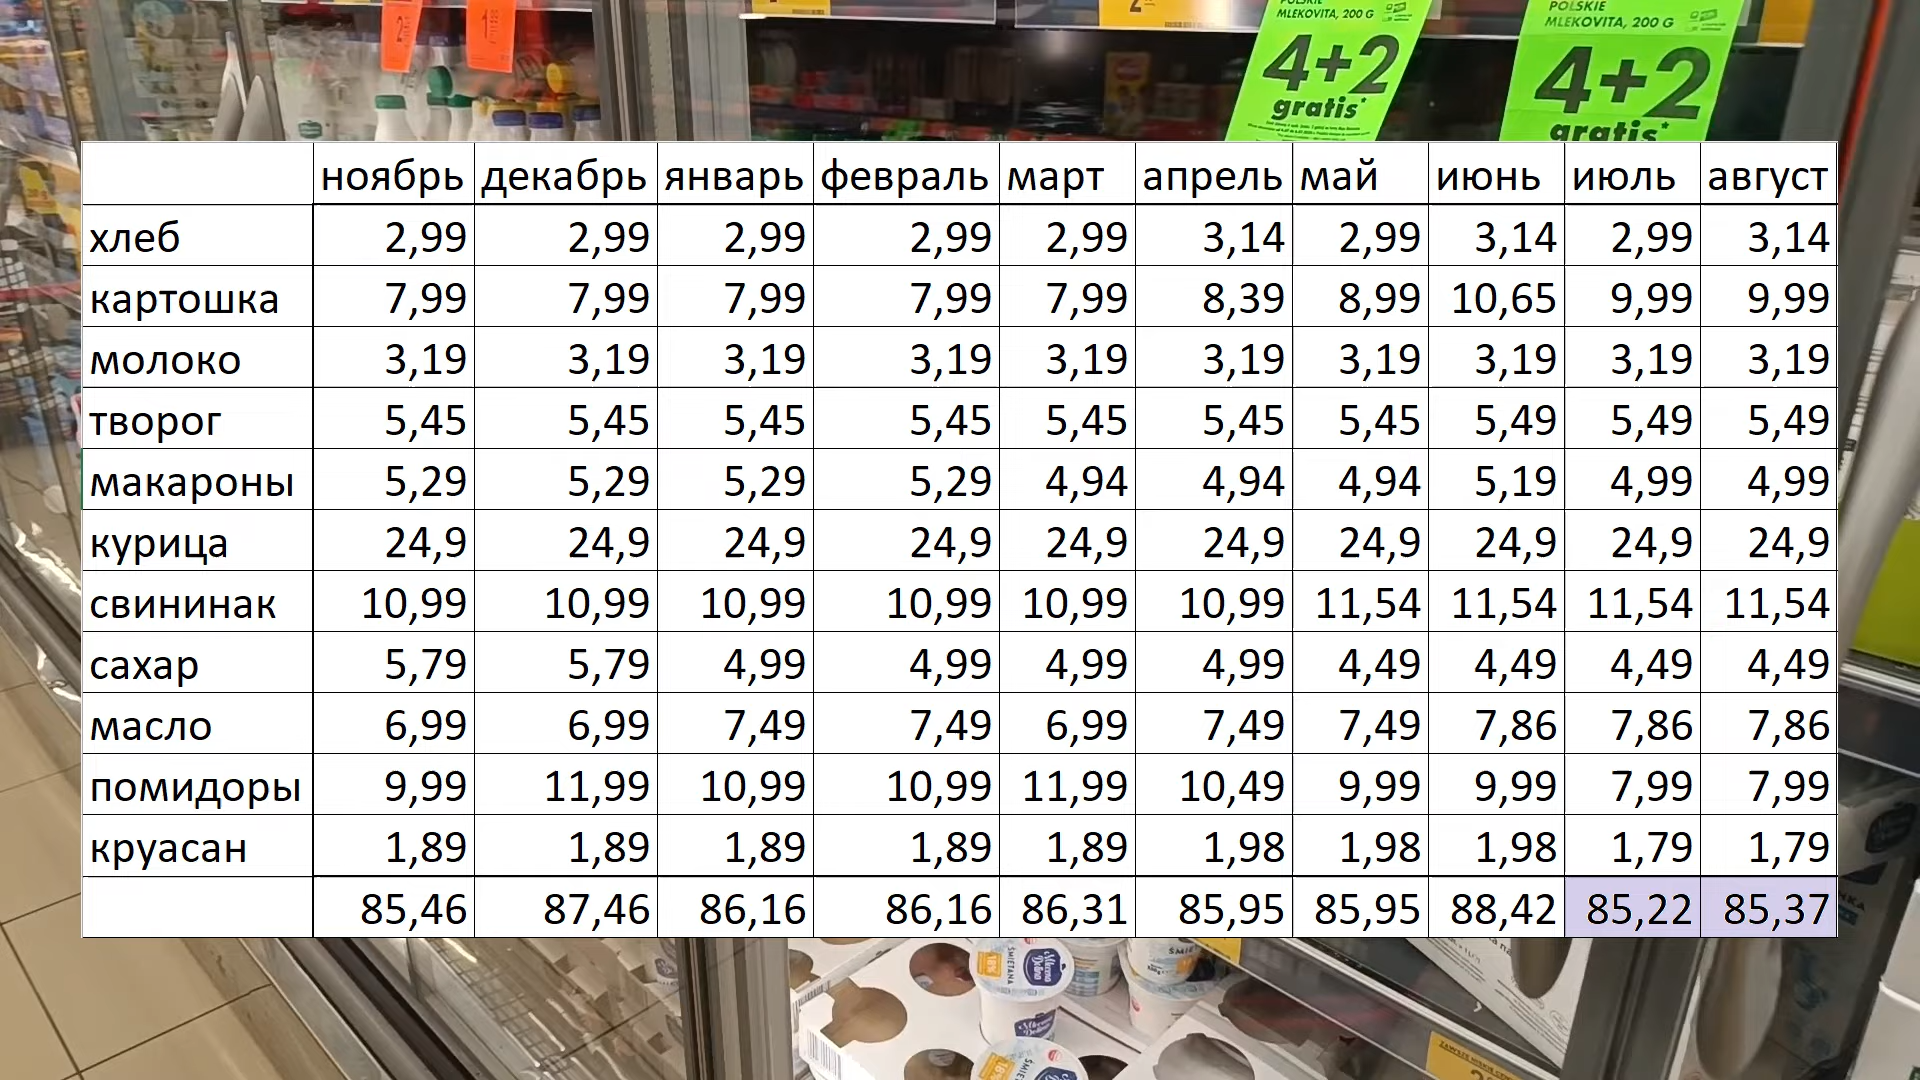 POLSKIE
MLEKOVITA, 200 G
4+2
gratis*
POLSKIE
MLEKOVITA, 200 G
4+2
gratis*
ноябрь декабрь январь февраль март апрель май июнь июль август
хлеб 2,99 2,99 2,99 2,99 2,99 3,14 2,99 3,14 2,99 3,14
картошка 7,99 7,99 7,99 7,99 7,99 8,39 8,99 10,65 9,99 9,99
молоко 3,19 3,19 3,19 3,19 3,19 3,19 3,19 3,19 3,19 3,19
творог 5,45 5,45 5,45 5,45 5,45 5,45 5,45 5,49 5,49 5,49
макароны 5,29 5,29 5,29 5,29 4,94 4,94 4,94 5,19 4,99 4,99
курица 24,9 24,9 24,9 24,9 24,9 24,9 24,9 24,9 24,9 24,9
свининак 10,99 10,99 10,99 10,99 10,99 10,99 11,54 11,54 11,54 11,54
сахар 5,79 5,79 4,99 4,99 4,99 4,99 4,49 4,49 4,49 4,49
масло 6,99 6,99 7,49 7,49 6,99 7,49 7,49 7,86 7,86 7,86
помидоры 9,99 11,99 10,99 10,99 11,99 10,49 9,99 9,99 7,99 7,99
круасан 1,89 1,89 1,89 1,89 1,89 1,98 1,98 1,98 1,79 1,79
85,46 87,46 86,16 86,16 86,31 85,95 85,95 88,42 85,22 85,37
ŚMIETANA
18%